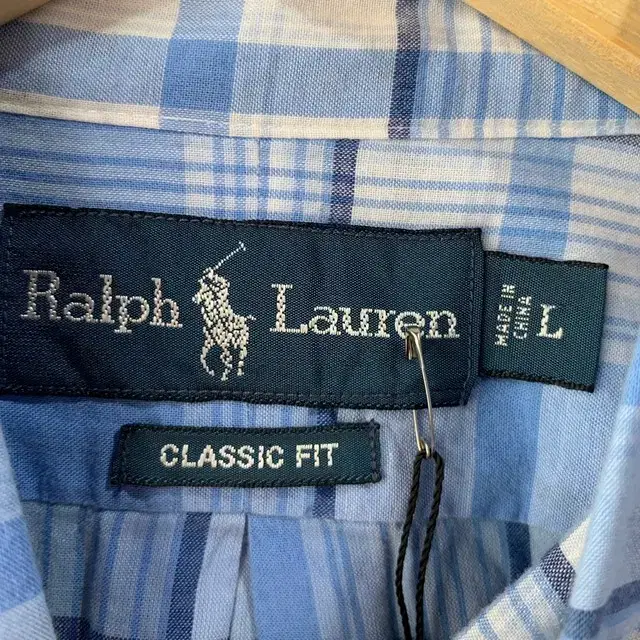 Ralph Lauren
MADE IN
CHINA
L
CLASSIC FIT